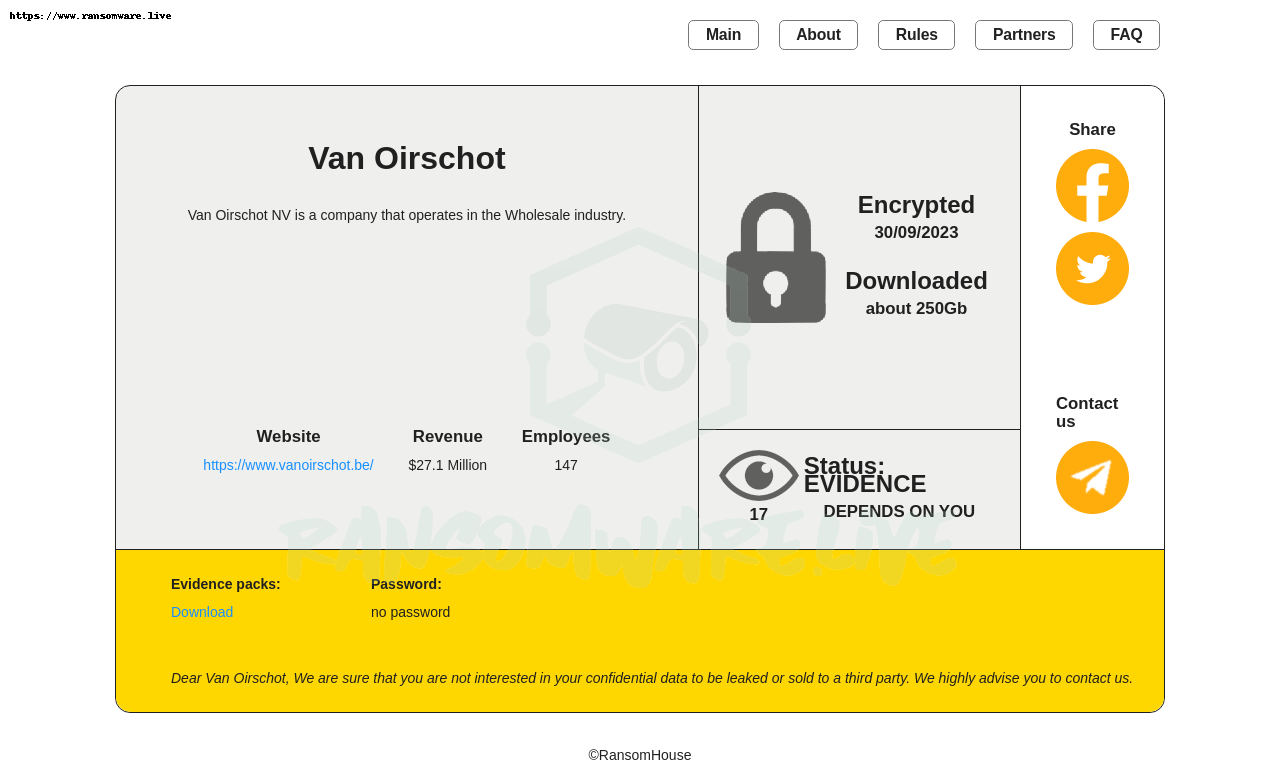 https://www.ransomware.live
Main About Rules Partners FAQ
Van Oirschot
Van Oirschot NV is a company that operates in the Wholesale industry.
Website Revenue Employees
https://www.vanoirschot.be/ $27.1 Million 147
Encrypted
30/09/2023
Downloaded
about 250Gb
Status:
EVIDENCE
17 DEPENDS ON YOU
Share
Contact
us
RANSOMWARE.LIVE
Evidence packs: Password:
Download no password
Dear Van Oirschot, We are sure that you are not interested in your confidential data to be leaked or sold to a third party. We highly advise you to contact us.
©RansomHouse